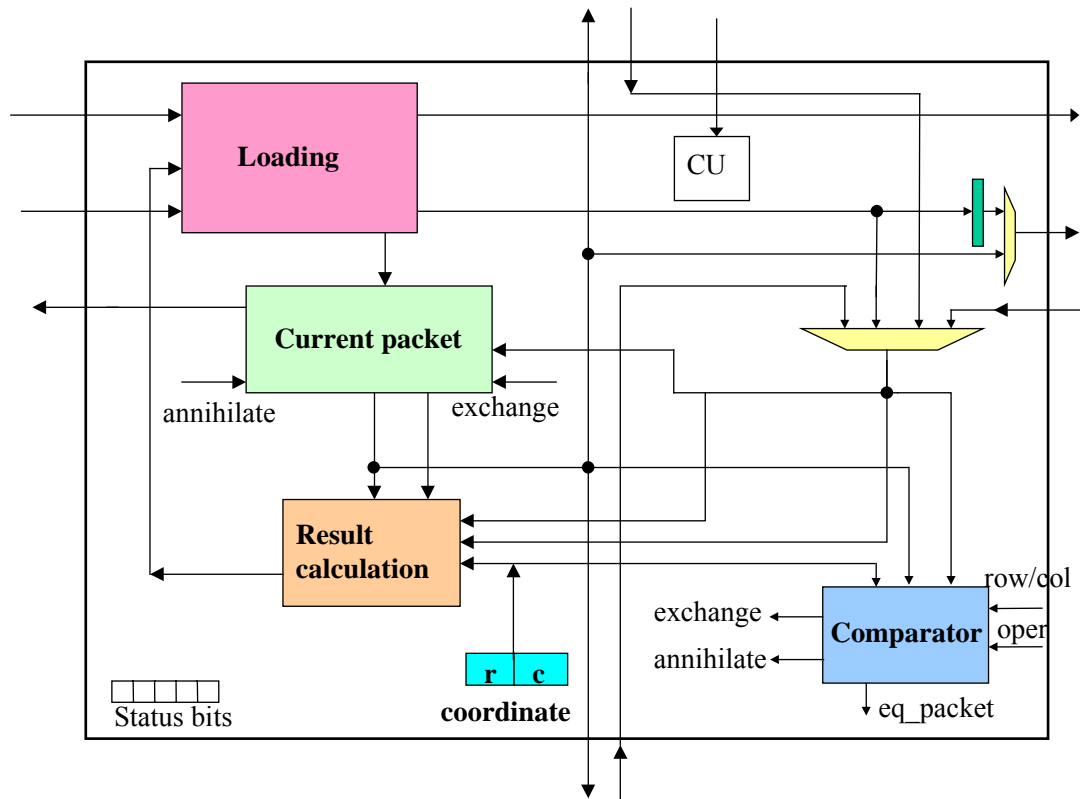 Loading
CU
Current packet
annihilate
exchange
Result
calculation
row/col
exchange
Comparator
oper
annihilate
r c
eq_packet
coordinate
Status bits